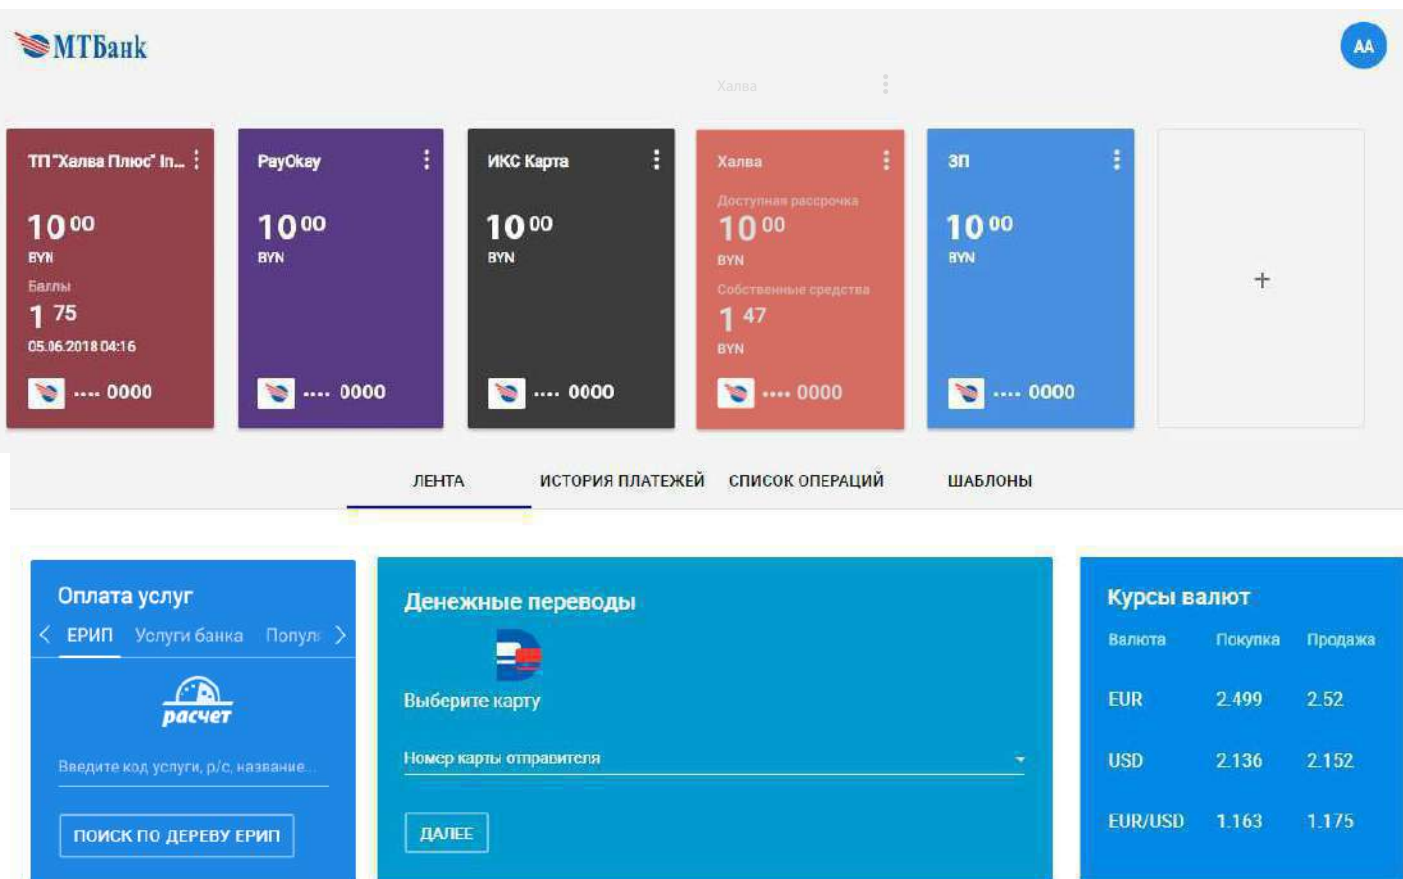 МТБанк
AA
Халва
ТП "Халва Плюс" In...
10 00
BYN
Баллы
1 75
05.06.2018 04:16
.... 0000
PayOkay
10 00
BYN
.... 0000
ИКС Карта
10 00
BYN
.... 0000
Халва
Доступная рассрочка
10 00
BYN
Собственные средства
1 47
BYN
.... 0000
ЗП
10 00
BYN
.... 0000
+
ЛЕНТА ИСТОРИЯ ПЛАТЕЖЕЙ СПИСОК ОПЕРАЦИЙ ШАБЛОНЫ
Оплата услуг
< ЕРИП Услуги банка Популя >
расчет
Введите код услуги, р/с, название...
ПОИСК ПО ДЕРЕВУ ЕРИП
Денежные переводы
Выберите карту
Номер карты отправителя
ДАЛЕЕ
Курсы валют
Валюта Покупка Продажа
EUR 2.499 2.52
USD 2.136 2.152
EUR/USD 1.163 1.175